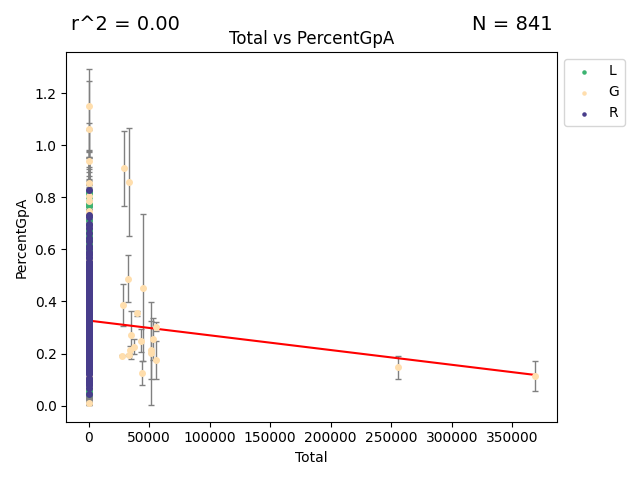 r^2 = 0.00
N = 841
Total vs PercentGpA
L
G
R
PercentGpA
1.2
1.0
0.8
0.6
0.4
0.2
0.0
0 50000 100000 150000 200000 250000 300000 350000
Total